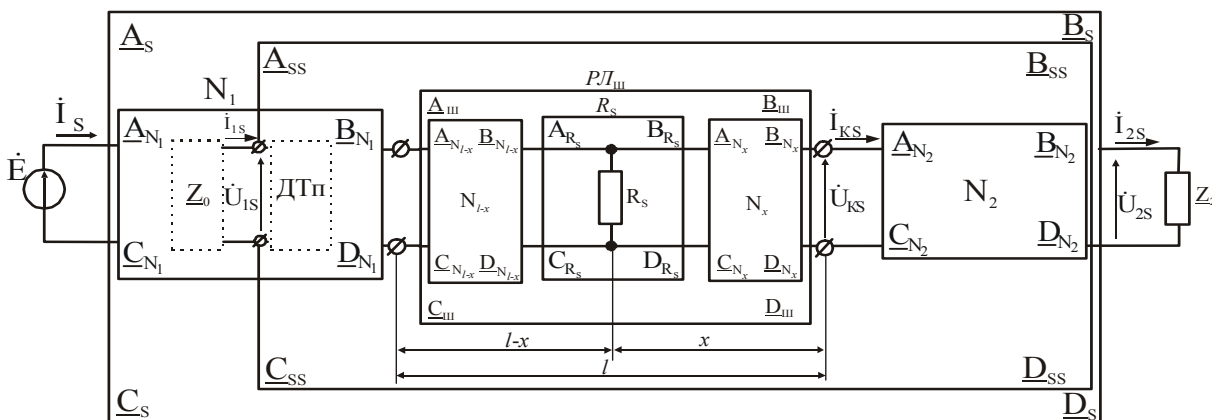 A_S B_S
A_SS B_SS
РЛ_Ш
N_1
İ_S
A_N1 İ_1S B_N1
A_Ш R_S B_Ш
A_Nl-x B_Nl-x A_RS B_RS A_Nx B_Nx
İ_KS
A_N2 B_N2
İ_2S
Ė Z_0 U̇_1S ДТп
N_l-x R_S N_x
U̇_KS N_2 U̇_2S
C_N1 D_N1
C_Nl-x D_Nl-x C_RS D_RS C_Nx D_Nx
C_N2 D_N2
C_Ш D_Ш
l-x x
l
C_SS D_SS
C_S D_S